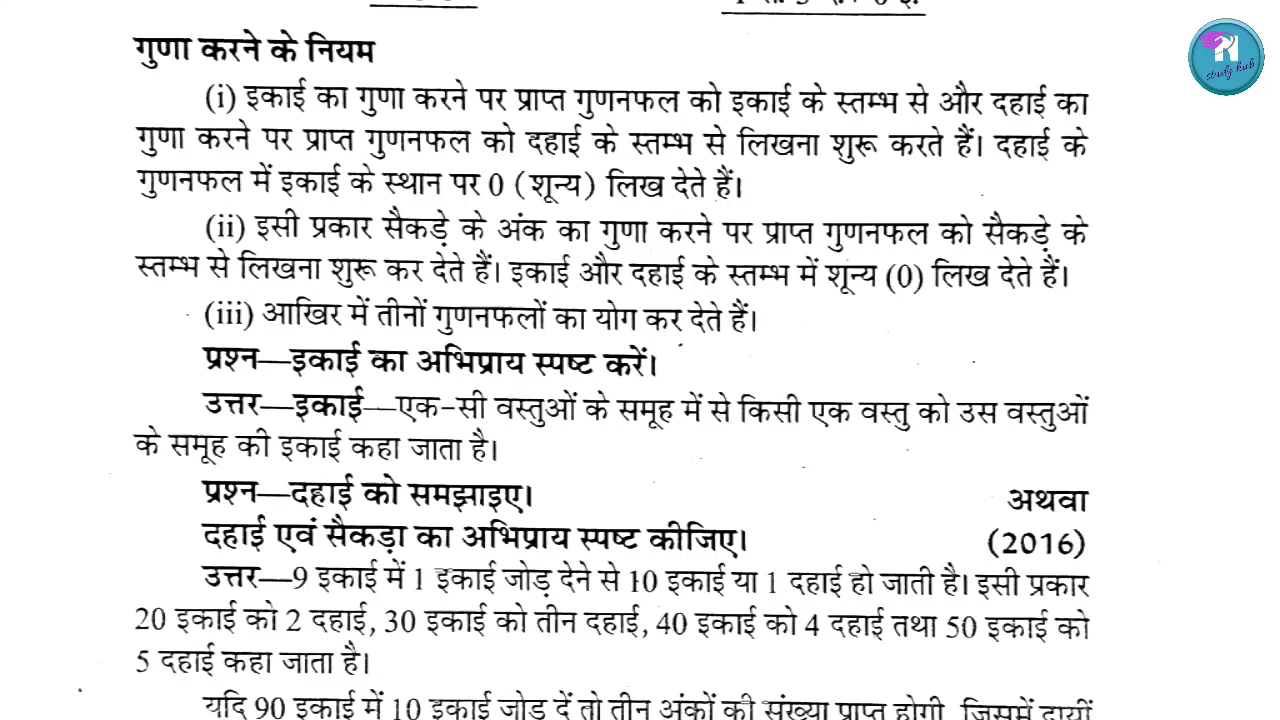 गुणा करने के नियम
(i) इकाई का गुणा करने पर प्राप्त गुणनफल को इकाई के स्तम्भ से और दहाई का
गुणा करने पर प्राप्त गुणनफल को दहाई के स्तम्भ से लिखना शुरू करते हैं। दहाई के
गुणनफल में इकाई के स्थान पर 0 (शून्य) लिख देते हैं।
(ii) इसी प्रकार सैकड़े के अंक का गुणा करने पर प्राप्त गुणनफल को सैकड़े के
स्तम्भ से लिखना शुरू कर देते हैं। इकाई और दहाई के स्तम्भ में शून्य (0) लिख देते हैं।
(iii) आखिर में तीनों गुणनफलों का योग कर देते हैं।
प्रश्न—इकाई का अभिप्राय स्पष्ट करें।
उत्तर—इकाई—एक-सी वस्तुओं के समूह में से किसी एक वस्तु को उस वस्तुओं
के समूह की इकाई कहा जाता है।
प्रश्न—दहाई को समझाइए। अथवा
दहाई एवं सैकड़ा का अभिप्राय स्पष्ट कीजिए। (2016)
उत्तर—9 इकाई में 1 इकाई जोड़ देने से 10 इकाई या 1 दहाई हो जाती है। इसी प्रकार
20 इकाई को 2 दहाई, 30 इकाई को तीन दहाई, 40 इकाई को 4 दहाई तथा 50 इकाई को
5 दहाई कहा जाता है।
यदि 90 इकाई में 10 इकाई जोड़ दें तो तीन अंकों की संख्या प्राप्त होगी, जिसमें दायीं
N
study hub